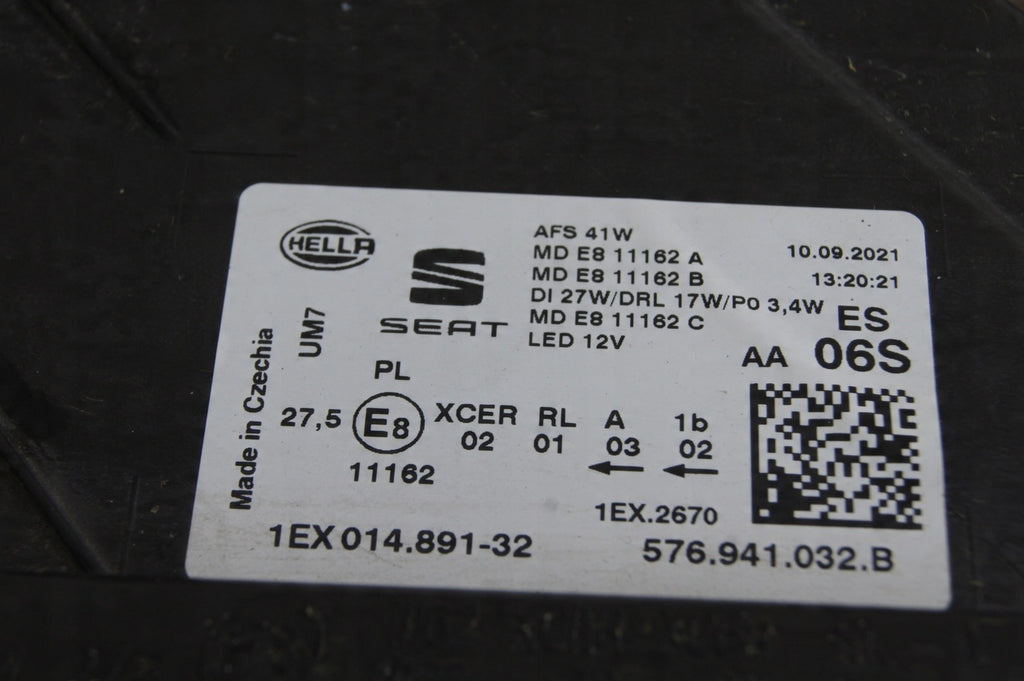 HELLA
SEAT
UM7
Made in Czechia
AFS 41W
MD E8 11162 A
MD E8 11162 B
DI 27W/DRL 17W/PO 3,4W
MD E8 11162 C
LED 12V
10.09.2021
13:20:21
ES
AA 06S
PL
27,5 E8 XCER RL A 1b
02 01 03 02
11162
1EX.2670
1EX 014.891-32
576.941.032.B